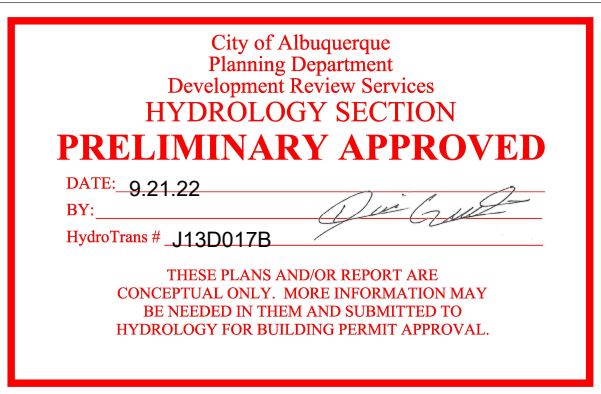 City of Albuquerque
Planning Department
Development Review Services
HYDROLOGY SECTION
PRELIMINARY APPROVED
DATE: 9.21.22
BY:
HydroTrans # J13D017B
THESE PLANS AND/OR REPORT ARE
CONCEPTUAL ONLY. MORE INFORMATION MAY
BE NEEDED IN THEM AND SUBMITTED TO
HYDROLOGY FOR BUILDING PERMIT APPROVAL.